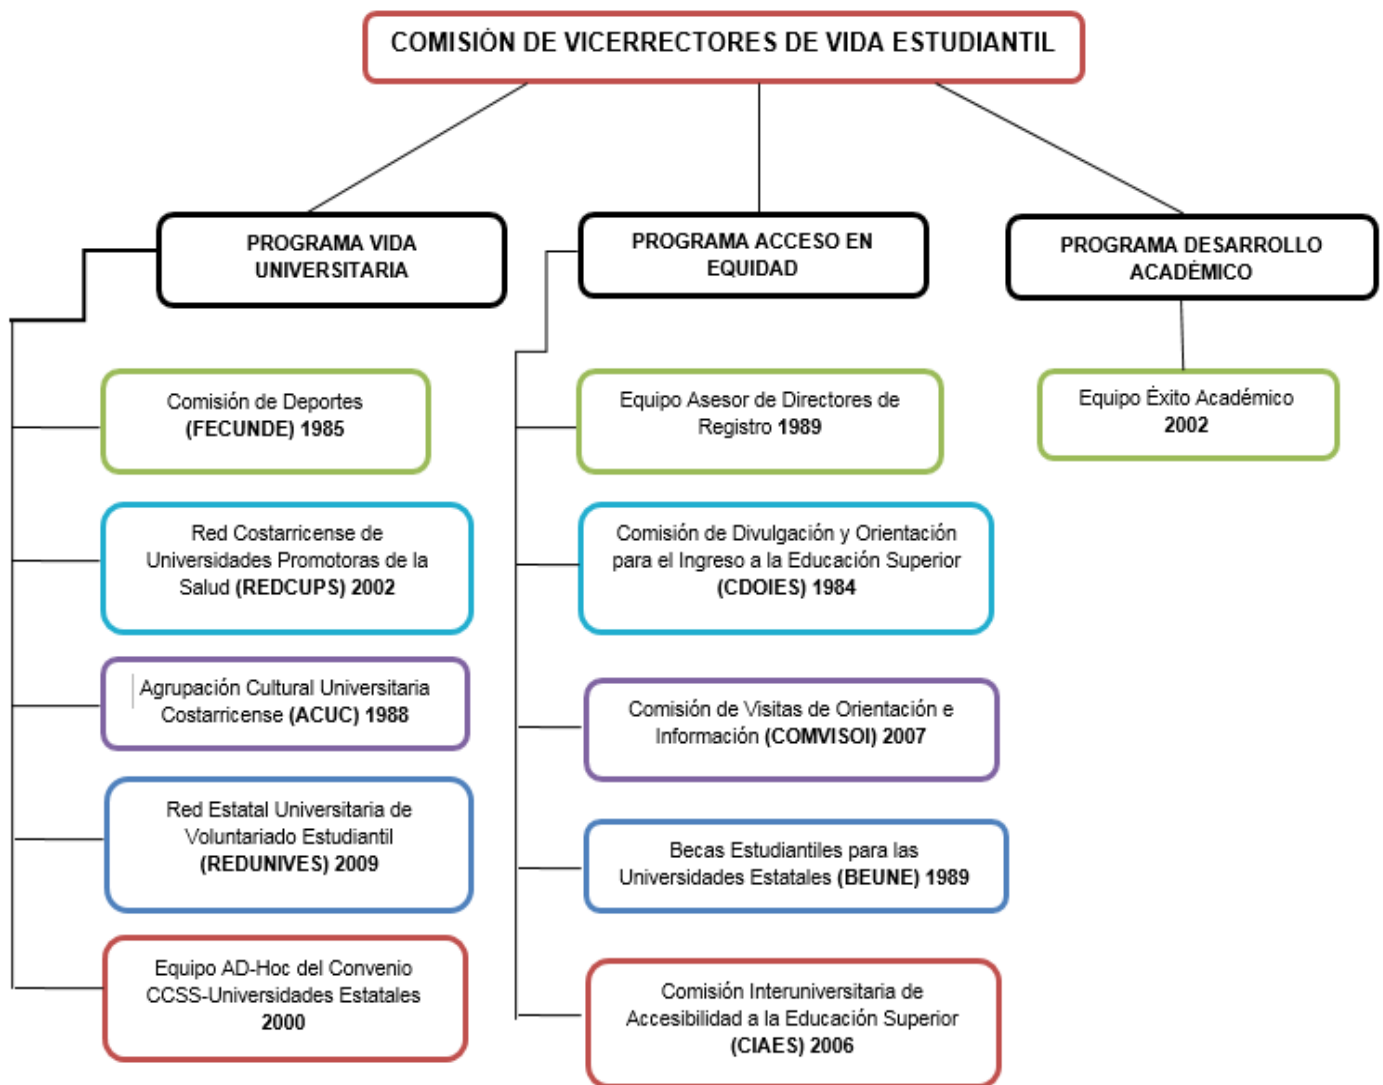 COMISIÓN DE VICERRECTORES DE VIDA ESTUDIANTIL
PROGRAMA VIDA
UNIVERSITARIA
PROGRAMA ACCESO EN
EQUIDAD
PROGRAMA DESARROLLO
ACADÉMICO
Comisión de Deportes
(FECUNDE) 1985
Red Costarricense de
Universidades Promotoras de la
Salud (REDCUPS) 2002
Agrupación Cultural Universitaria
Costarricense (ACUC) 1988
Red Estatal Universitaria de
Voluntariado Estudiantil
(REDUNIVES) 2009
Equipo AD-Hoc del Convenio
CCSS-Universidades Estatales
2000
Equipo Asesor de Directores de
Registro 1989
Comisión de Divulgación y Orientación
para el Ingreso a la Educación Superior
(CDOIES) 1984
Comisión de Visitas de Orientación e
Información (COMVISOI) 2007
Becas Estudiantiles para las
Universidades Estatales (BEUNE) 1989
Comisión Interuniversitaria de
Accesibilidad a la Educación Superior
(CIAES) 2006
Equipo Éxito Académico
2002